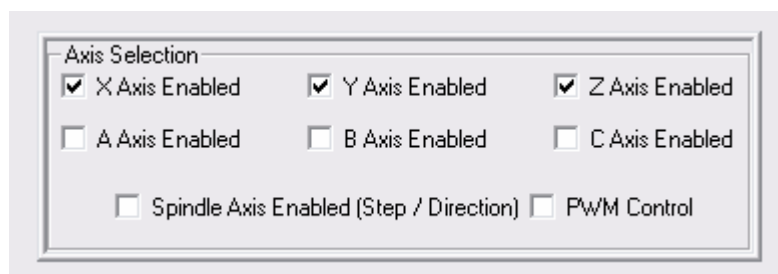 Axis Selection
X Axis Enabled Y Axis Enabled Z Axis Enabled
A Axis Enabled B Axis Enabled C Axis Enabled
Spindle Axis Enabled (Step / Direction) PWM Control